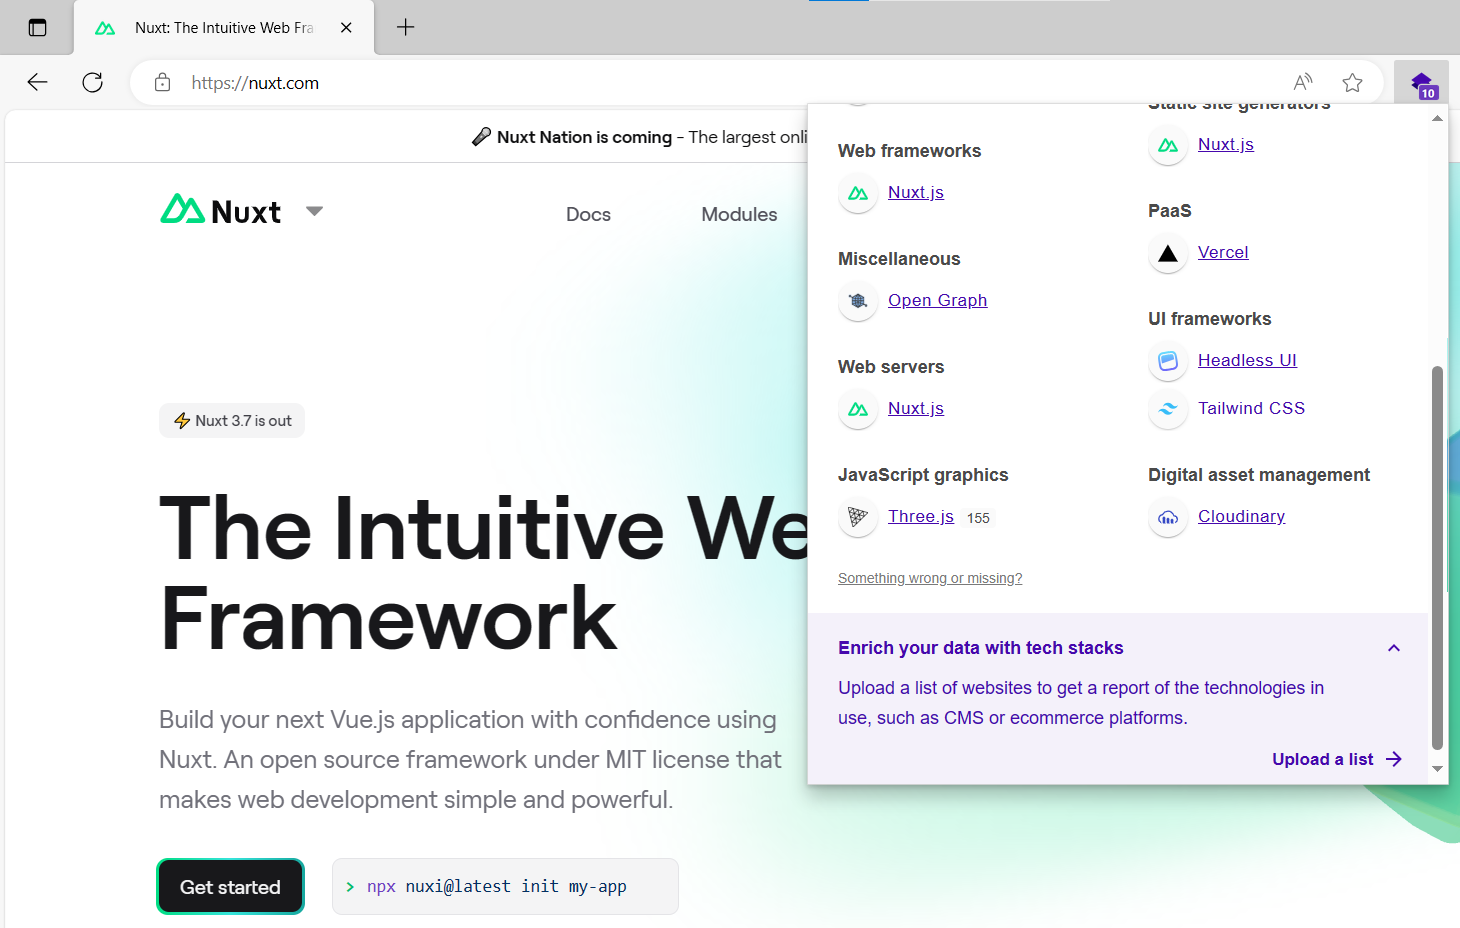 Nuxt: The Intuitive Web Fra
https://nuxt.com
10
🎤 Nuxt Nation is coming - The largest onli
Nuxt
Docs
Modules
⚡ Nuxt 3.7 is out
The Intuitive We
Framework
Build your next Vue.js application with confidence using
Nuxt. An open source framework under MIT license that
makes web development simple and powerful.
Get started
> npx nuxi@latest init my-app
Web frameworks
Nuxt.js
Miscellaneous
Open Graph
Web servers
Nuxt.js
JavaScript graphics
Three.js 155
Static site generators
Nuxt.js
PaaS
Vercel
UI frameworks
Headless UI
Tailwind CSS
Digital asset management
Cloudinary
Something wrong or missing?
Enrich your data with tech stacks
Upload a list of websites to get a report of the technologies in
use, such as CMS or ecommerce platforms.
Upload a list →